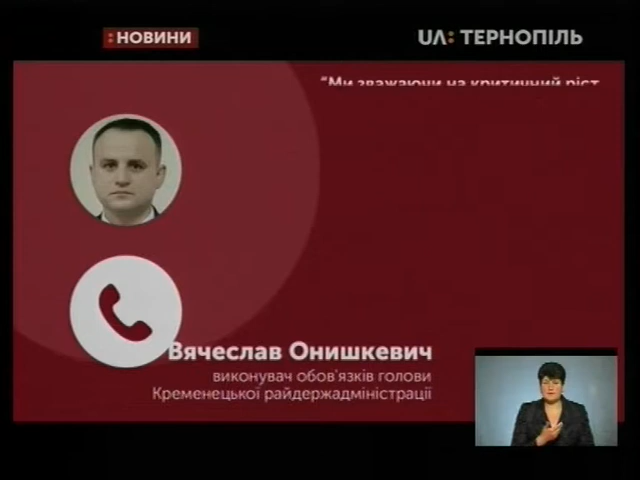 :НОВИНИ
UA: ТЕРНОПІЛЬ
“Ми зважаючи на критичний ріст
Вячеслав Онишкевич
виконувач обов'язків голови
Кременецької райдержадміністрації